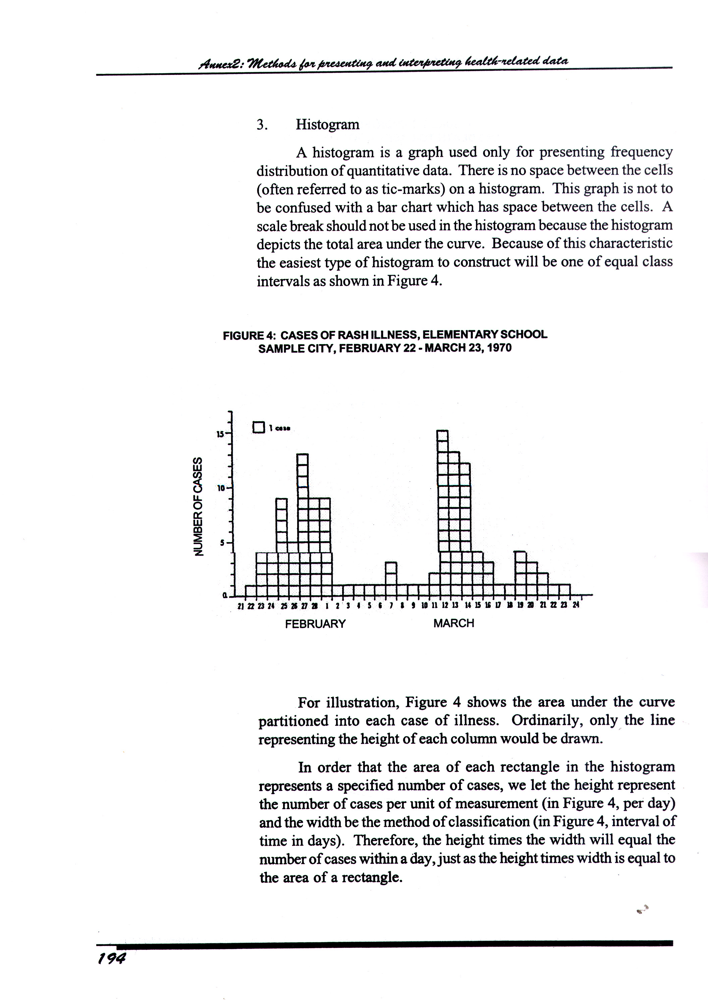 Annex2: Methods for presenting and interpreting health-related data
3. Histogram
A histogram is a graph used only for presenting frequency
distribution of quantitative data. There is no space between the cells
(often referred to as tic-marks) on a histogram. This graph is not to
be confused with a bar chart which has space between the cells. A
scale break should not be used in the histogram because the histogram
depicts the total area under the curve. Because of this characteristic
the easiest type of histogram to construct will be one of equal class
intervals as shown in Figure 4.
FIGURE 4: CASES OF RASH ILLNESS, ELEMENTARY SCHOOL
SAMPLE CITY, FEBRUARY 22 - MARCH 23, 1970
1 case
15
10
5
0
NUMBER OF CASES
21 22 23 24 25 26 27 28 1 2 3 4 5 6 7 8 9 10 11 12 13 14 15 16 17 18 19 20 21 22 23 24
FEBRUARY MARCH
For illustration, Figure 4 shows the area under the curve
partitioned into each case of illness. Ordinarily, only the line
representing the height of each column would be drawn.
In order that the area of each rectangle in the histogram
represents a specified number of cases, we let the height represent
the number of cases per unit of measurement (in Figure 4, per day)
and the width be the method of classification (in Figure 4, interval of
time in days). Therefore, the height times the width will equal the
number of cases within a day, just as the height times width is equal to
the area of a rectangle.
194